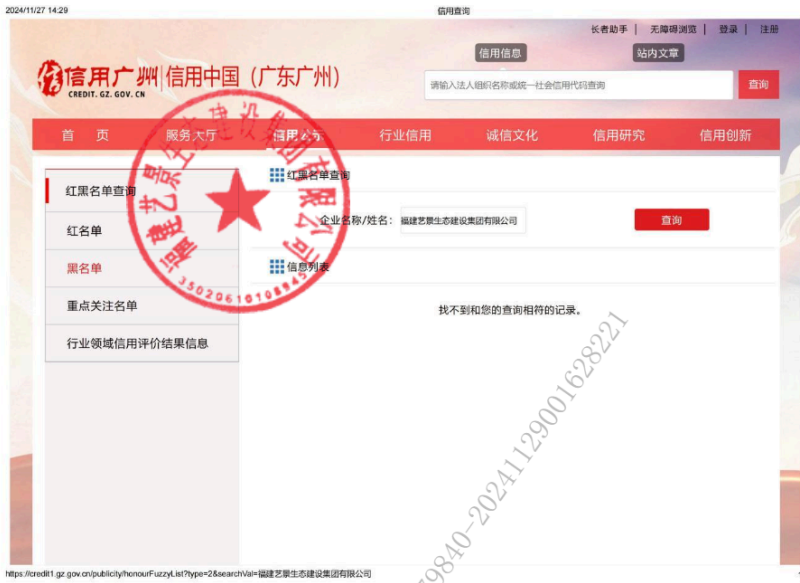 2024/11/27 14:29
信用查询
长者助手 | 无障碍浏览 | 登录 | 注册
信用信息
站内文章
信用广州
CREDIT.GZ.GOV.CN
信用中国（广东广州）
请输入法人组织名称或统一社会信用代码查询
查询
首 页
服务大厅
信用公示
行业信用
诚信文化
信用研究
信用创新
福建艺景生态建设集团有限公司
红黑名单查询
红名单
黑名单
重点关注名单
行业领域信用评价结果信息
红黑名单查询
企业名称/姓名：
福建艺景生态建设集团有限公司
查询
信息列表
找不到和您的查询相符的记录。
9840-20241129001628221
https://credit1.gz.gov.cn/publicity/honourFuzzyList?type=2&searchVal=福建艺景生态建设集团有限公司